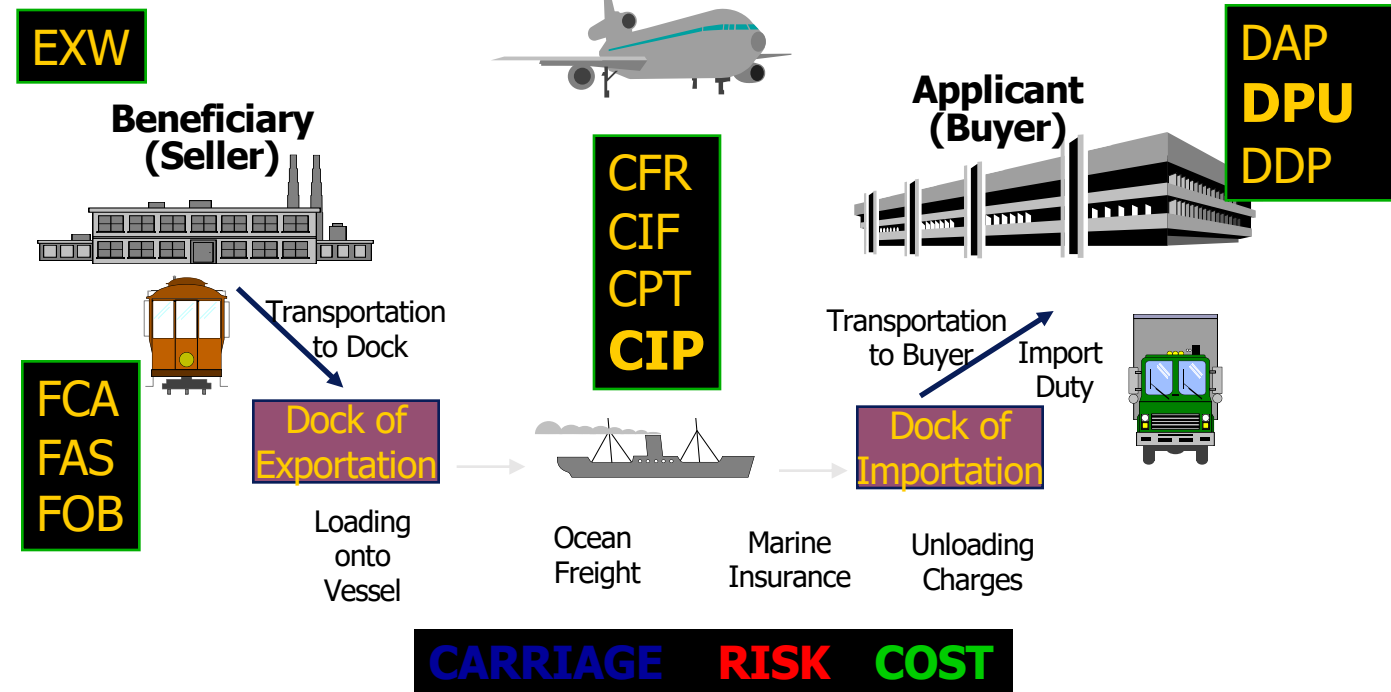 EXW
Beneficiary
(Seller)
DAP
DPU
DDP
Applicant
(Buyer)
CFR
CIF
CPT
CIP
Transportation
to Dock
Transportation
to Buyer
Import
Duty
FCA
FAS
FOB
Dock of
Exportation
Dock of
Importation
Loading
onto
Vessel
Ocean
Freight
Marine
Insurance
Unloading
Charges
CARRIAGE RISK COST